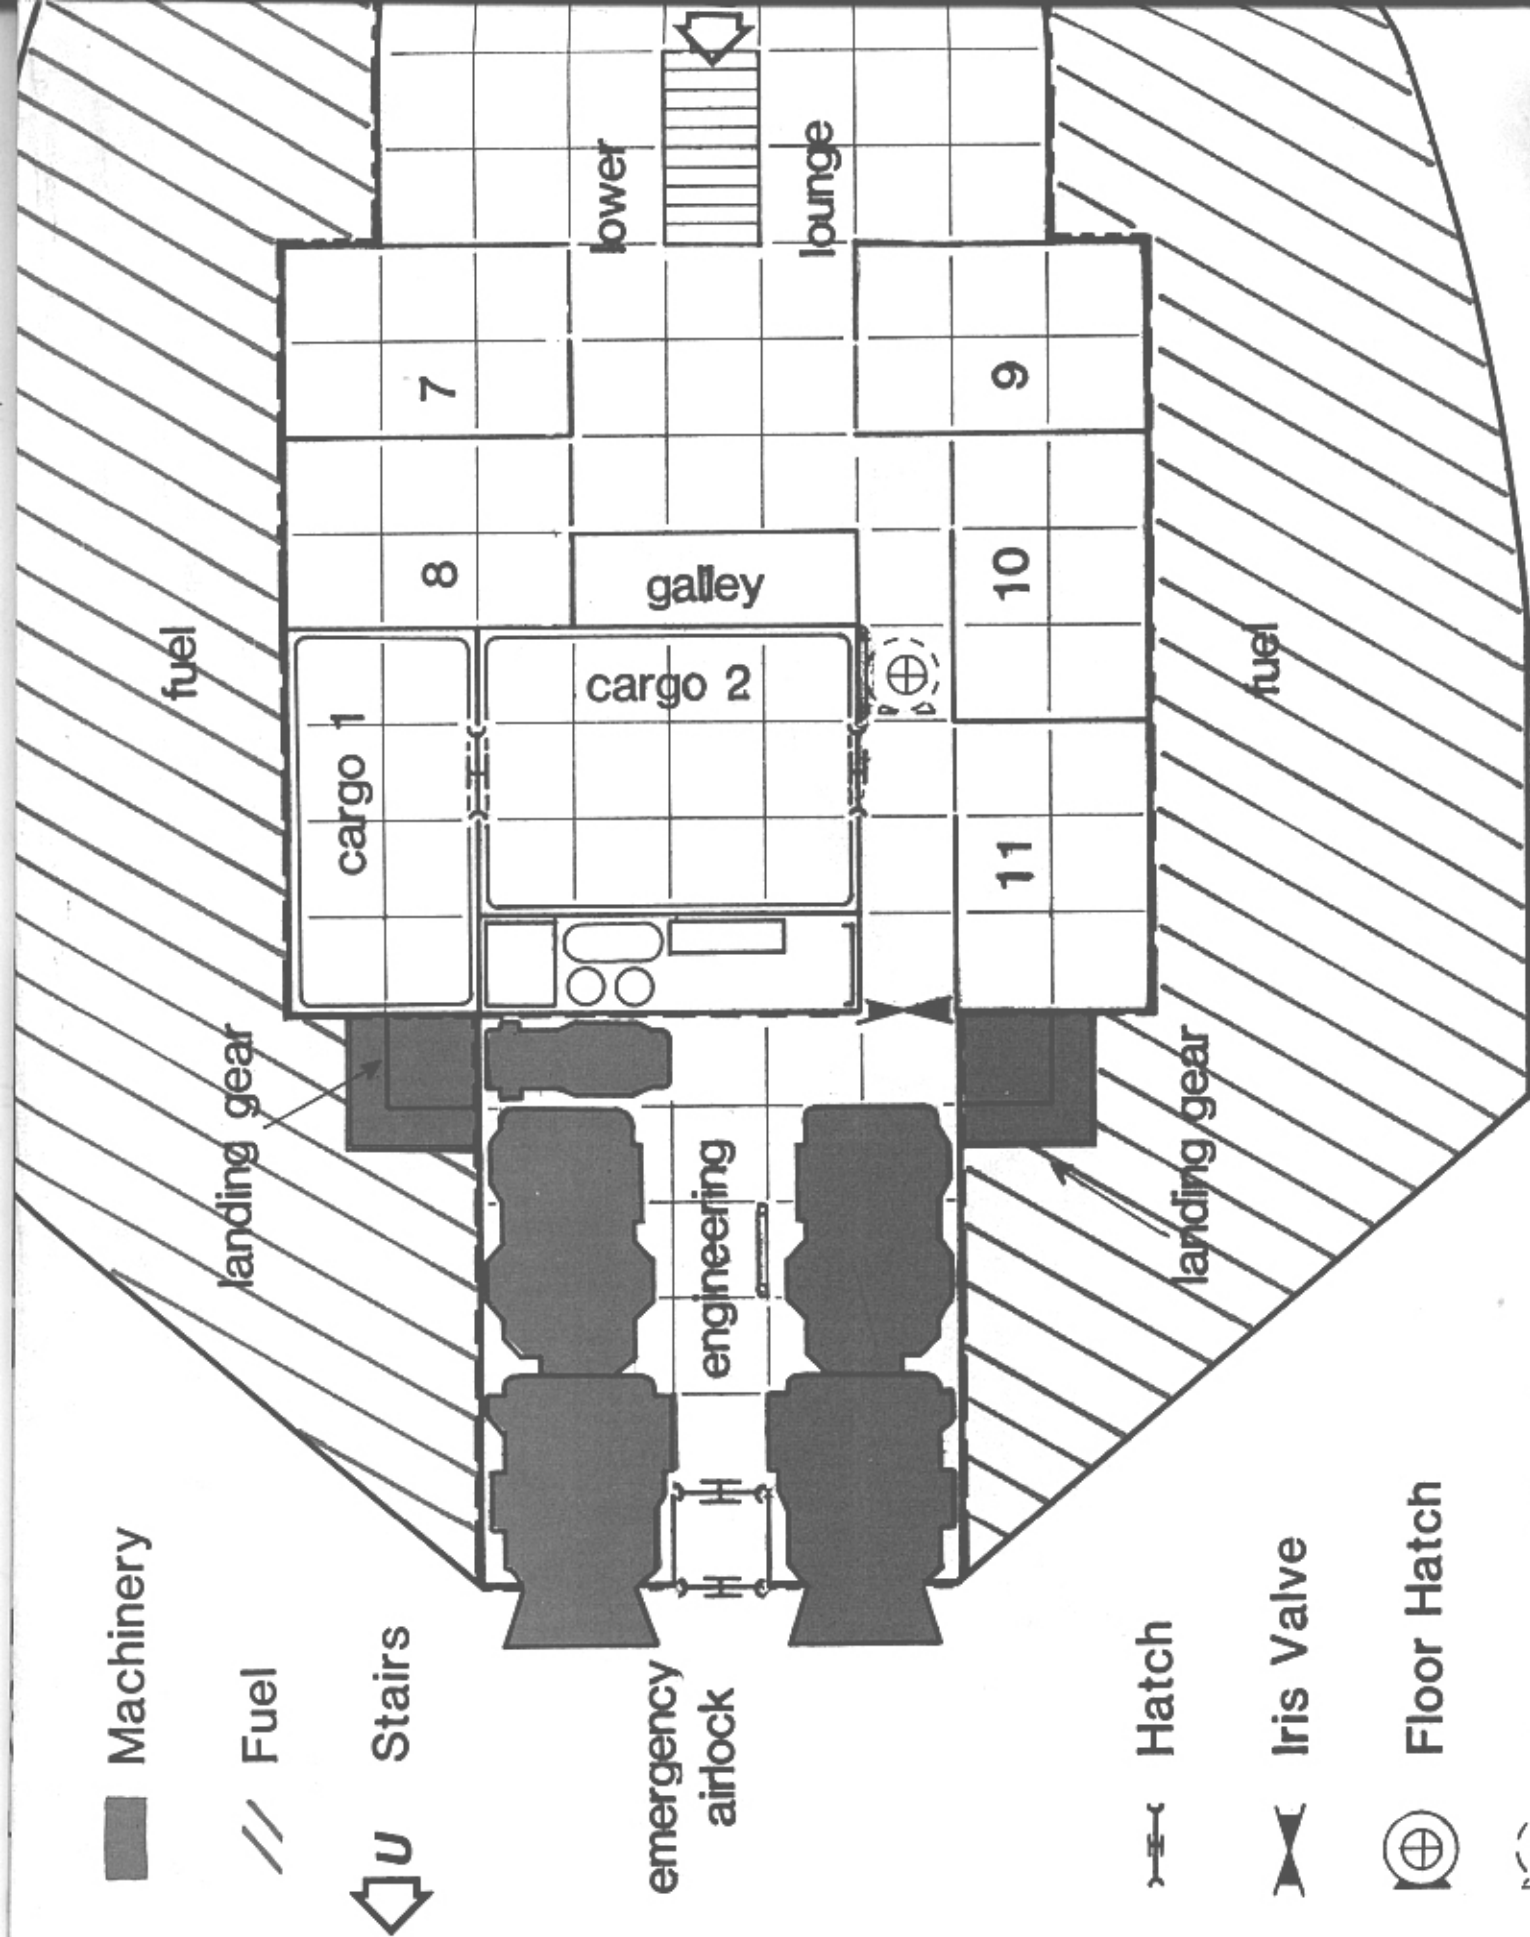 lower
lounge
7
8
9
10
11
galley
cargo 1
cargo 2
fuel
fuel
landing gear
landing gear
engineering
emergency
airlock
Machinery
Fuel
U Stairs
Hatch
Iris Valve
Floor Hatch